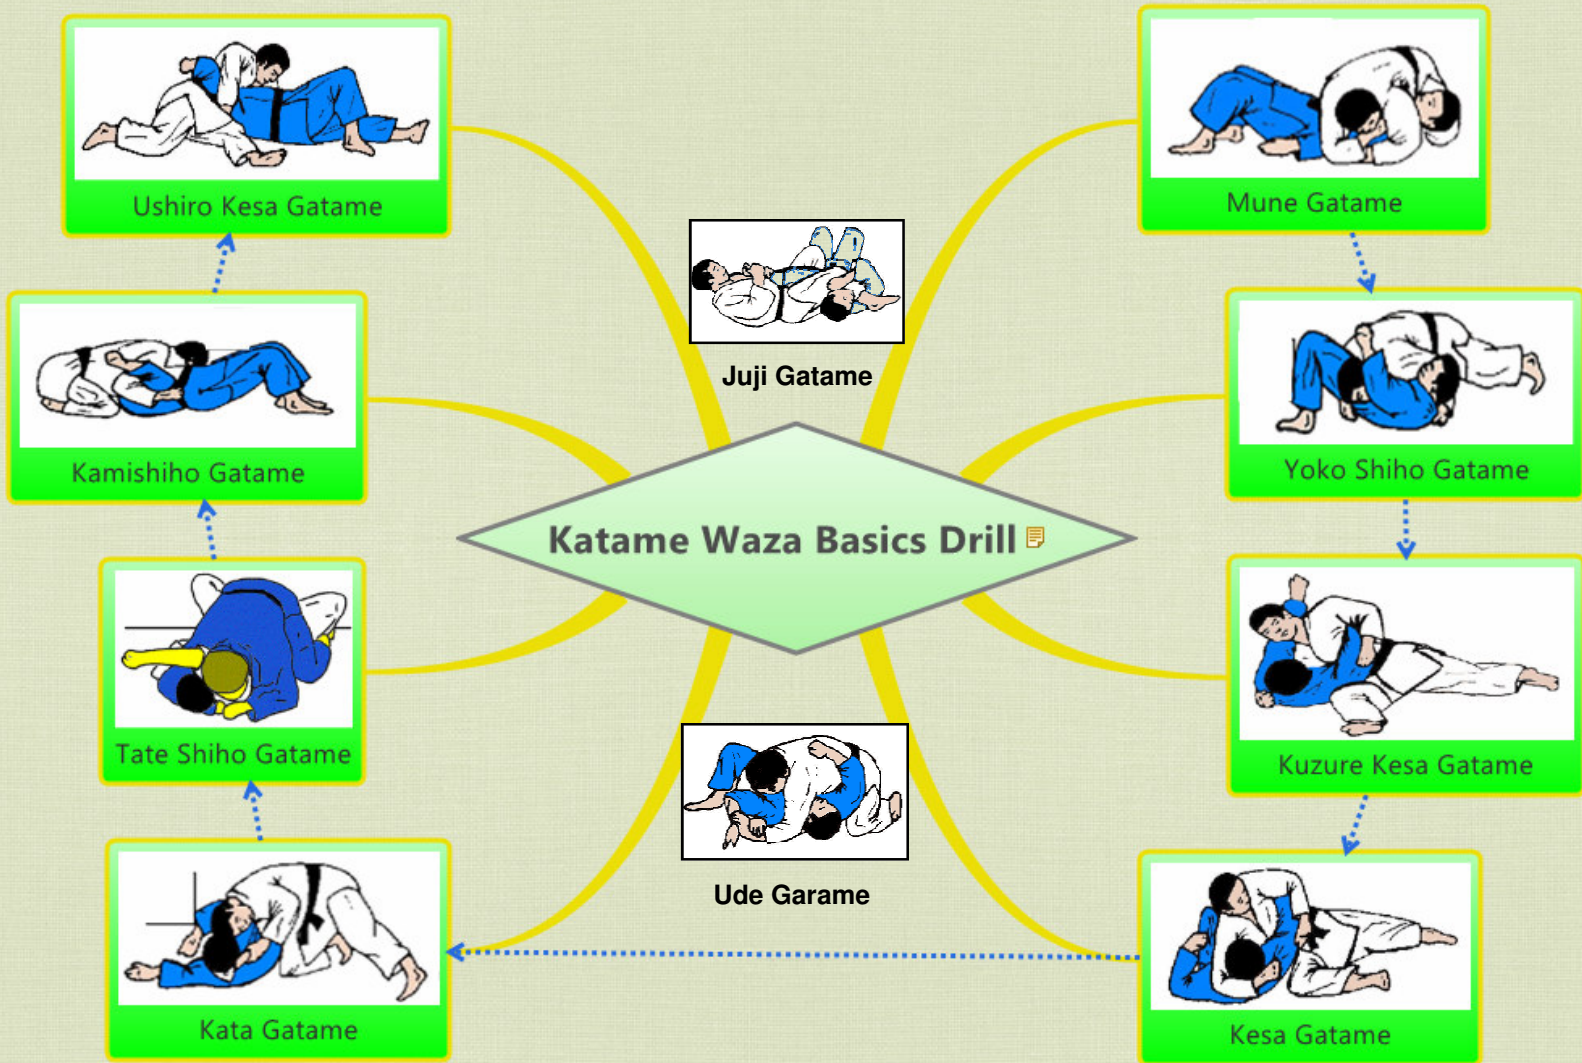 Ushiro Kesa Gatame
Mune Gatame
Juji Gatame
Kamishiho Gatame
Yoko Shiho Gatame
Katame Waza Basics Drill
Tate Shiho Gatame
Kuzure Kesa Gatame
Ude Garame
Kata Gatame
Kesa Gatame